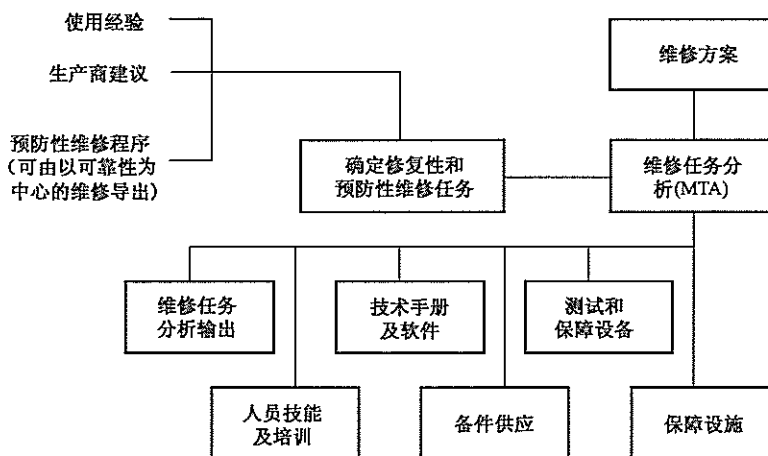 使用经验
维修方案
生产商建议
预防性维修程序
(可由以可靠性为
中心的维修导出)
确定修复性和
预防性维修任务
维修任务分
析(MTA)
维修任务
分析输出
技术手册
及软件
测试和
保障设备
人员技能
及培训
备件供应
保障设施